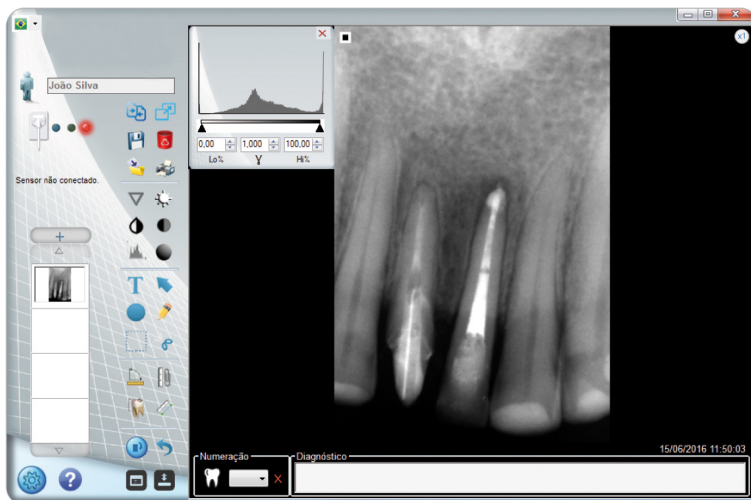 João Silva
Sensor não conectado.
0,00
1,000
100,00
Lo%
γ
Hi%
x1
T
15/06/2016 11:50:03
Numeração
Diagnóstico